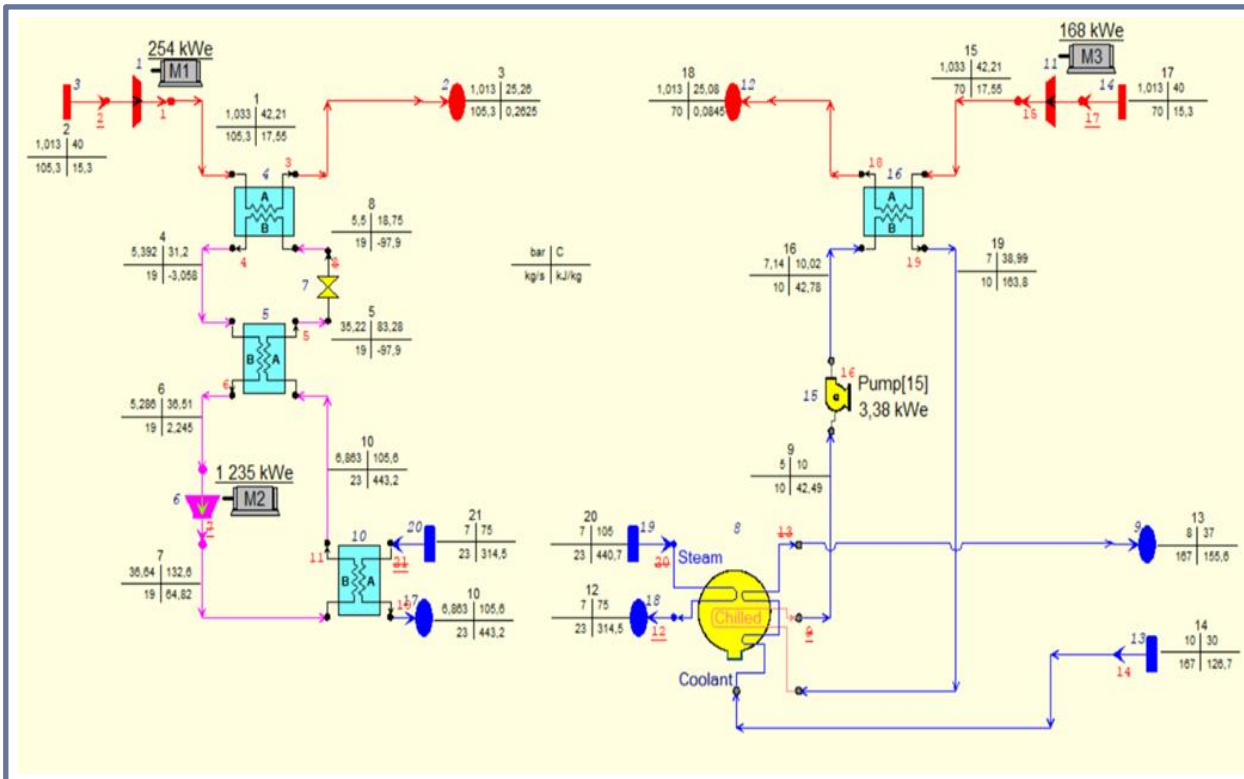 254 kWe
M1
3
1
2
1
2
1,013 | 40
105,3 | 15,3
1
1,033 | 42,21
105,3 | 17,55
2
3
1,013 | 25,26
105,3 | 0,2625
4
3
A
B
4
8
4
5,392 | 31,2
19 | -3,058
8
5,5 | 18,75
19 | -97,9
7
5
5
35,22 | 83,28
19 | -97,9
B A
6
6
5,286 | 36,51
19 | 2,245
10
6,863 | 105,6
23 | 443,2
1 235 kWe
6
M2
7
7
36,64 | 132,6
19 | 64,82
10
11
B A
20
21
21
7 | 75
23 | 314,5
17
10
6,863 | 105,6
23 | 443,2
bar | C
kg/s | kJ/kg
168 kWe
M3
18
1,013 | 25,08
70 | 0,0845
12
15
1,033 | 42,21
70 | 17,55
11
14
17
17
1,013 | 40
70 | 15,3
18
16
A
B
19
16
7,14 | 10,02
10 | 42,78
19
7 | 38,99
10 | 163,8
16
15
Pump[15]
3,38 kWe
9
5 | 10
10 | 42,49
20
7 | 105
23 | 440,7
19
20
Steam
8
13
9
13
8 | 37
167 | 155,6
12
7 | 75
23 | 314,5
18
12
Chilled
9
Coolant
13
14
14
10 | 30
167 | 126,7